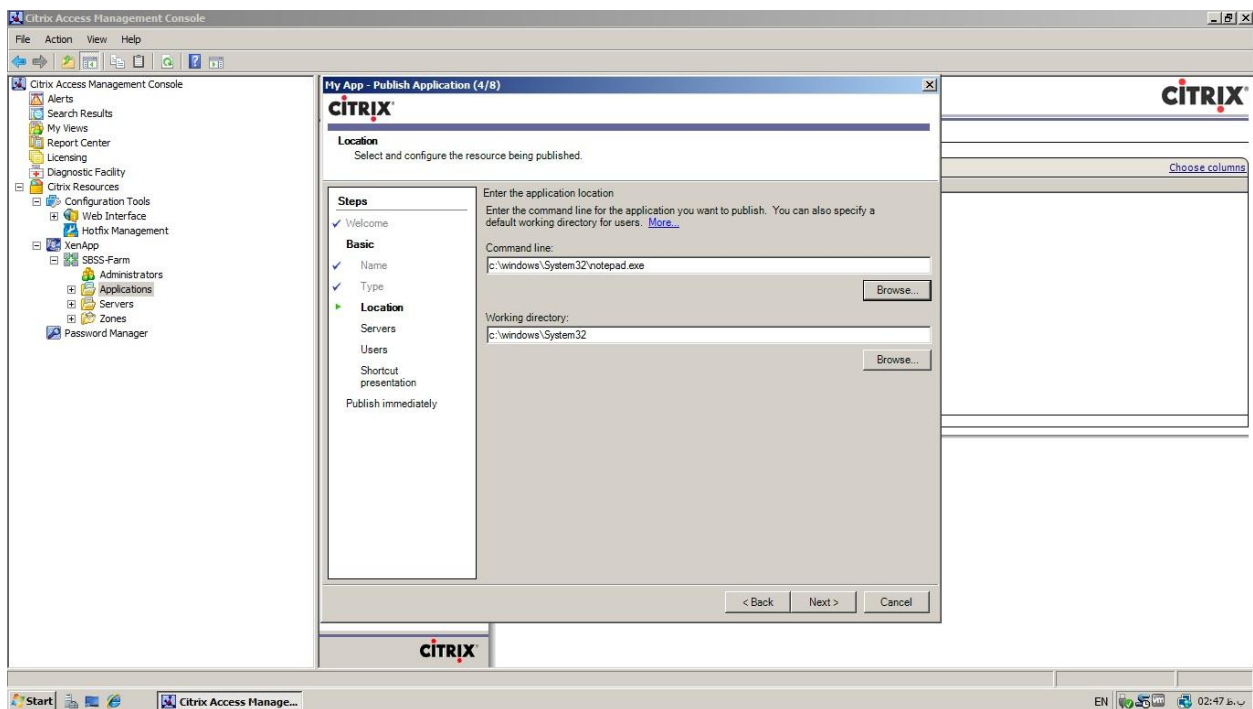 Citrix Access Management Console
File Action View Help
Citrix Access Management Console
Alerts
Search Results
My Views
Report Center
Licensing
Diagnostic Facility
Citrix Resources
Configuration Tools
Web Interface
Hotfix Management
XenApp
SBSS-Farm
Administrators
Applications
Servers
Zones
Password Manager
My App - Publish Application (4/8)
CITRIX
Location
Select and configure the resource being published.
Steps
Welcome
Basic
Name
Type
Location
Servers
Users
Shortcut
presentation
Publish immediately
Enter the application location
Enter the command line for the application you want to publish. You can also specify a
default working directory for users. More...
Command line:
c:\windows\System32\notepad.exe
Browse...
Working directory:
c:\windows\System32
Browse...
< Back
Next >
Cancel
CITRIX
Choose columns
CITRIX
Start
Citrix Access Manage...
EN
02:47 ب.ظ